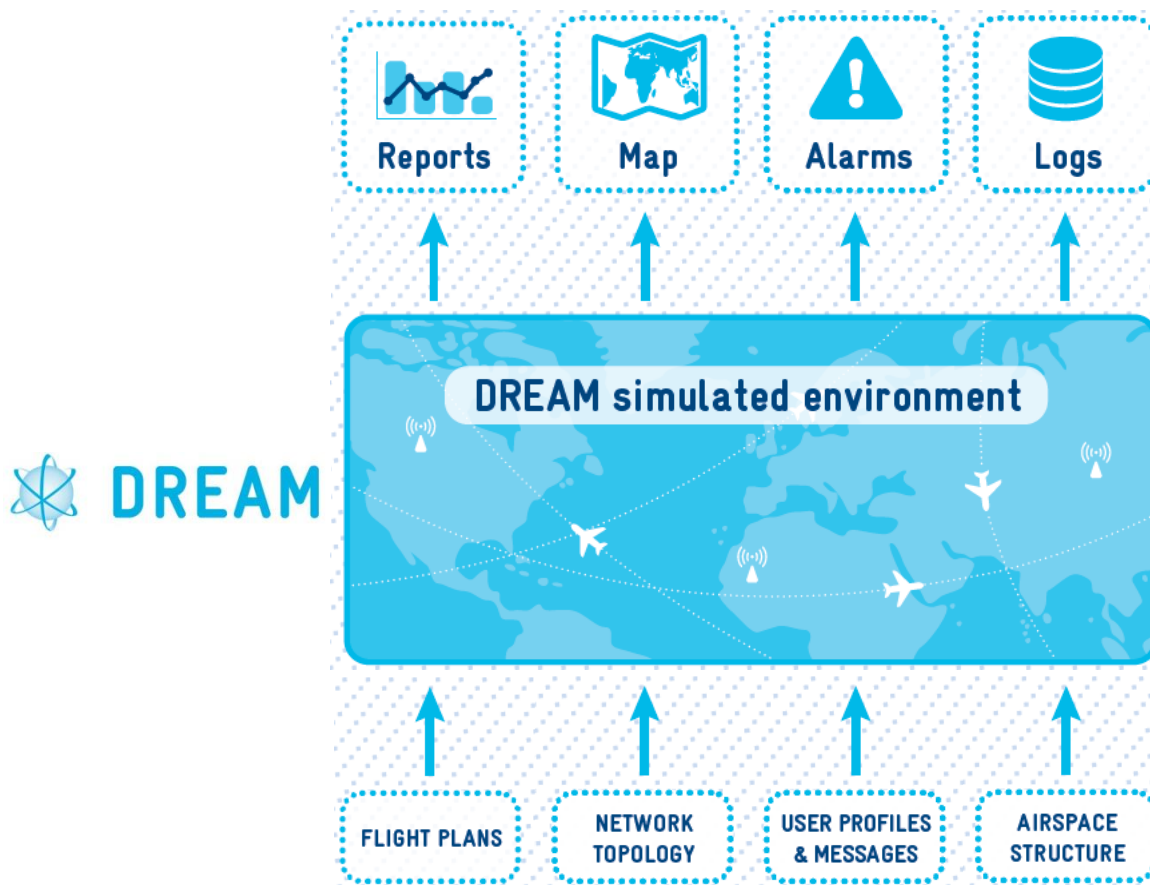 Reports
Map
Alarms
Logs
DREAM simulated environment
DREAM
FLIGHT PLANS
NETWORK
TOPOLOGY
USER PROFILES
& MESSAGES
AIRSPACE
STRUCTURE